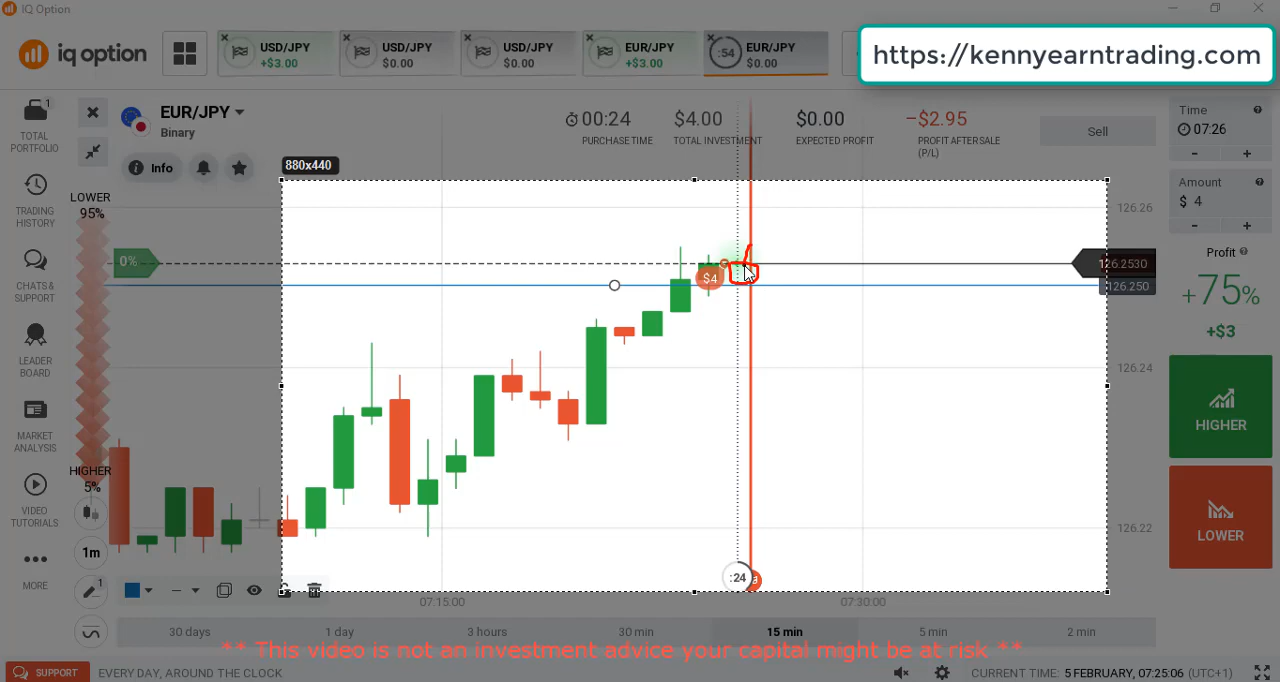 IQ Option
iq option
USD/JPY
+$3.00
USD/JPY
$0.00
USD/JPY
$0.00
EUR/JPY
+$3.00
:54
EUR/JPY
$0.00
https://kennyearntrading.com
1
TOTAL
PORTFOLIO
TRADING
HISTORY
CHATS &
SUPPORT
LEADER
BOARD
MARKET
ANALYSIS
VIDEO
TUTORIALS
MORE
EUR/JPY
Binary
Info
00:24
PURCHASE TIME
$4.00
TOTAL INVESTMENT
$0.00
EXPECTED PROFIT
−$2.95
PROFIT AFTER SALE
(P/L)
Sell
880x440
LOWER
95%
0%
HIGHER
5%
1m
1
$4
:24
126.26
126.2530
126.250
126.24
126.22
07:15:00
07:30:00
30 days
1 day
3 hours
30 min
15 min
5 min
2 min
Time
07:26
-
+
Amount
$ 4
-
+
Profit
+75%
+$3
HIGHER
LOWER
** This video is not an investment advice your capital might be at risk **
SUPPORT
EVERY DAY, AROUND THE CLOCK
CURRENT TIME: 5 FEBRUARY, 07:25:06 (UTC+1)